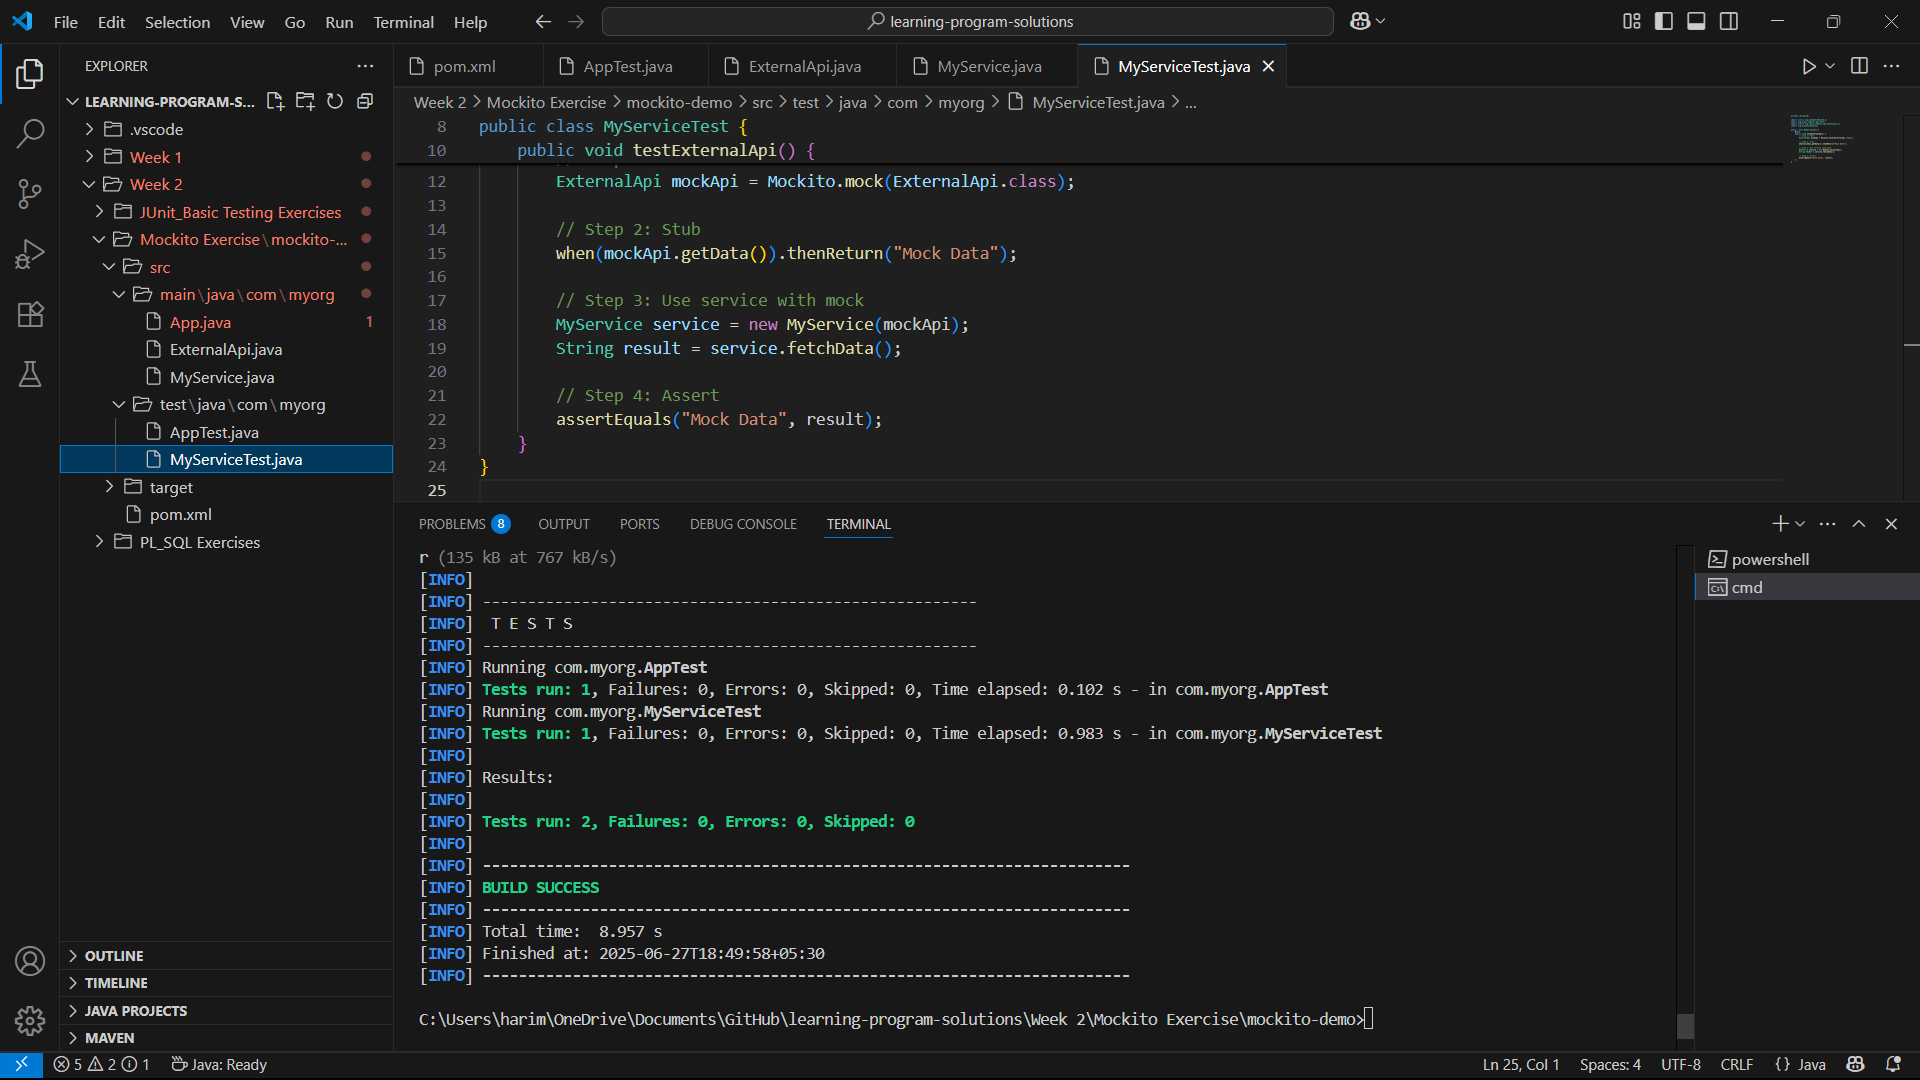 File Edit Selection View Go Run Terminal Help
learning-program-solutions
EXPLORER
LEARNING-PROGRAM-S...
.vscode
Week 1
Week 2
JUnit_Basic Testing Exercises
Mockito Exercise\mockito-...
src
main\java\com\myorg
App.java 1
ExternalApi.java
MyService.java
test\java\com\myorg
AppTest.java
MyServiceTest.java
target
pom.xml
PL_SQL Exercises
OUTLINE
TIMELINE
JAVA PROJECTS
MAVEN
pom.xml AppTest.java ExternalApi.java MyService.java MyServiceTest.java
Week 2 > Mockito Exercise > mockito-demo > src > test > java > com > myorg > MyServiceTest.java > ...
8 public class MyServiceTest {
10 public void testExternalApi() {
12 ExternalApi mockApi = Mockito.mock(ExternalApi.class);
13
14 // Step 2: Stub
15 when(mockApi.getData()).thenReturn("Mock Data");
16
17 // Step 3: Use service with mock
18 MyService service = new MyService(mockApi);
19 String result = service.fetchData();
20
21 // Step 4: Assert
22 assertEquals("Mock Data", result);
23 }
24 }
25
PROBLEMS 8 OUTPUT PORTS DEBUG CONSOLE TERMINAL
r (135 kB at 767 kB/s)
[INFO]
[INFO] -------------------------------------------------------
[INFO]  T E S T S
[INFO] -------------------------------------------------------
[INFO] Running com.myorg.AppTest
[INFO] Tests run: 1, Failures: 0, Errors: 0, Skipped: 0, Time elapsed: 0.102 s - in com.myorg.AppTest
[INFO] Running com.myorg.MyServiceTest
[INFO] Tests run: 1, Failures: 0, Errors: 0, Skipped: 0, Time elapsed: 0.983 s - in com.myorg.MyServiceTest
[INFO]
[INFO] Results:
[INFO]
[INFO] Tests run: 2, Failures: 0, Errors: 0, Skipped: 0
[INFO]
[INFO] ------------------------------------------------------------------------
[INFO] BUILD SUCCESS
[INFO] ------------------------------------------------------------------------
[INFO] Total time:  8.957 s
[INFO] Finished at: 2025-06-27T18:49:58+05:30
[INFO] ------------------------------------------------------------------------
C:\Users\harim\OneDrive\Documents\GitHub\learning-program-solutions\Week 2\Mockito Exercise\mockito-demo>
powershell
cmd
5 2 1 Java: Ready
Ln 25, Col 1 Spaces: 4 UTF-8 CRLF {} Java